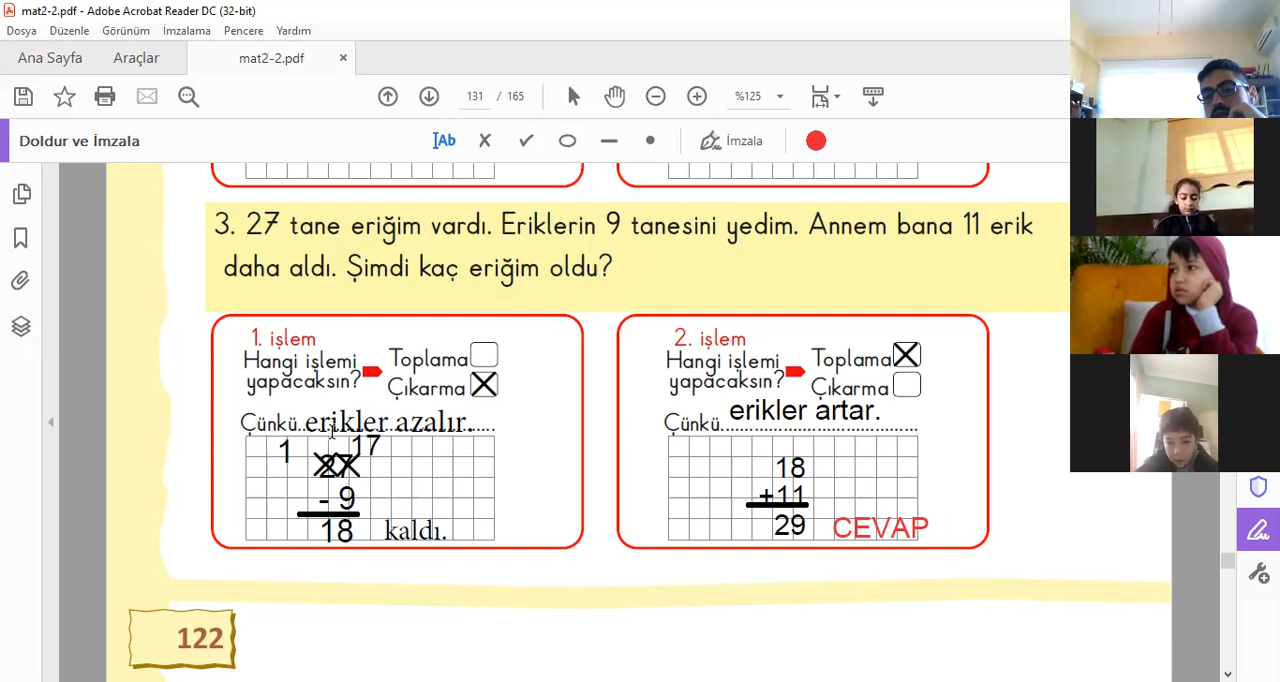 mat2-2.pdf - Adobe Acrobat Reader DC (32-bit)
Dosya Düzenle Görünüm İmzalama Pencere Yardım
Ana Sayfa Araçlar mat2-2.pdf ×
131 / 165 %125
Doldur ve İmzala Ab İmzala
3. 27 tane eriğim vardı. Eriklerin 9 tanesini yedim. Annem bana 11 erik
daha aldı. Şimdi kaç eriğim oldu?
1. işlem
Hangi işlemi
yapacaksın?
Toplama
Çıkarma X
Çünkü erikler azalır.
1 17
27
- 9
18 kaldı.
2. işlem
Hangi işlemi
yapacaksın?
Toplama X
Çıkarma
Çünkü erikler artar.
18
+11
29 CEVAP
122